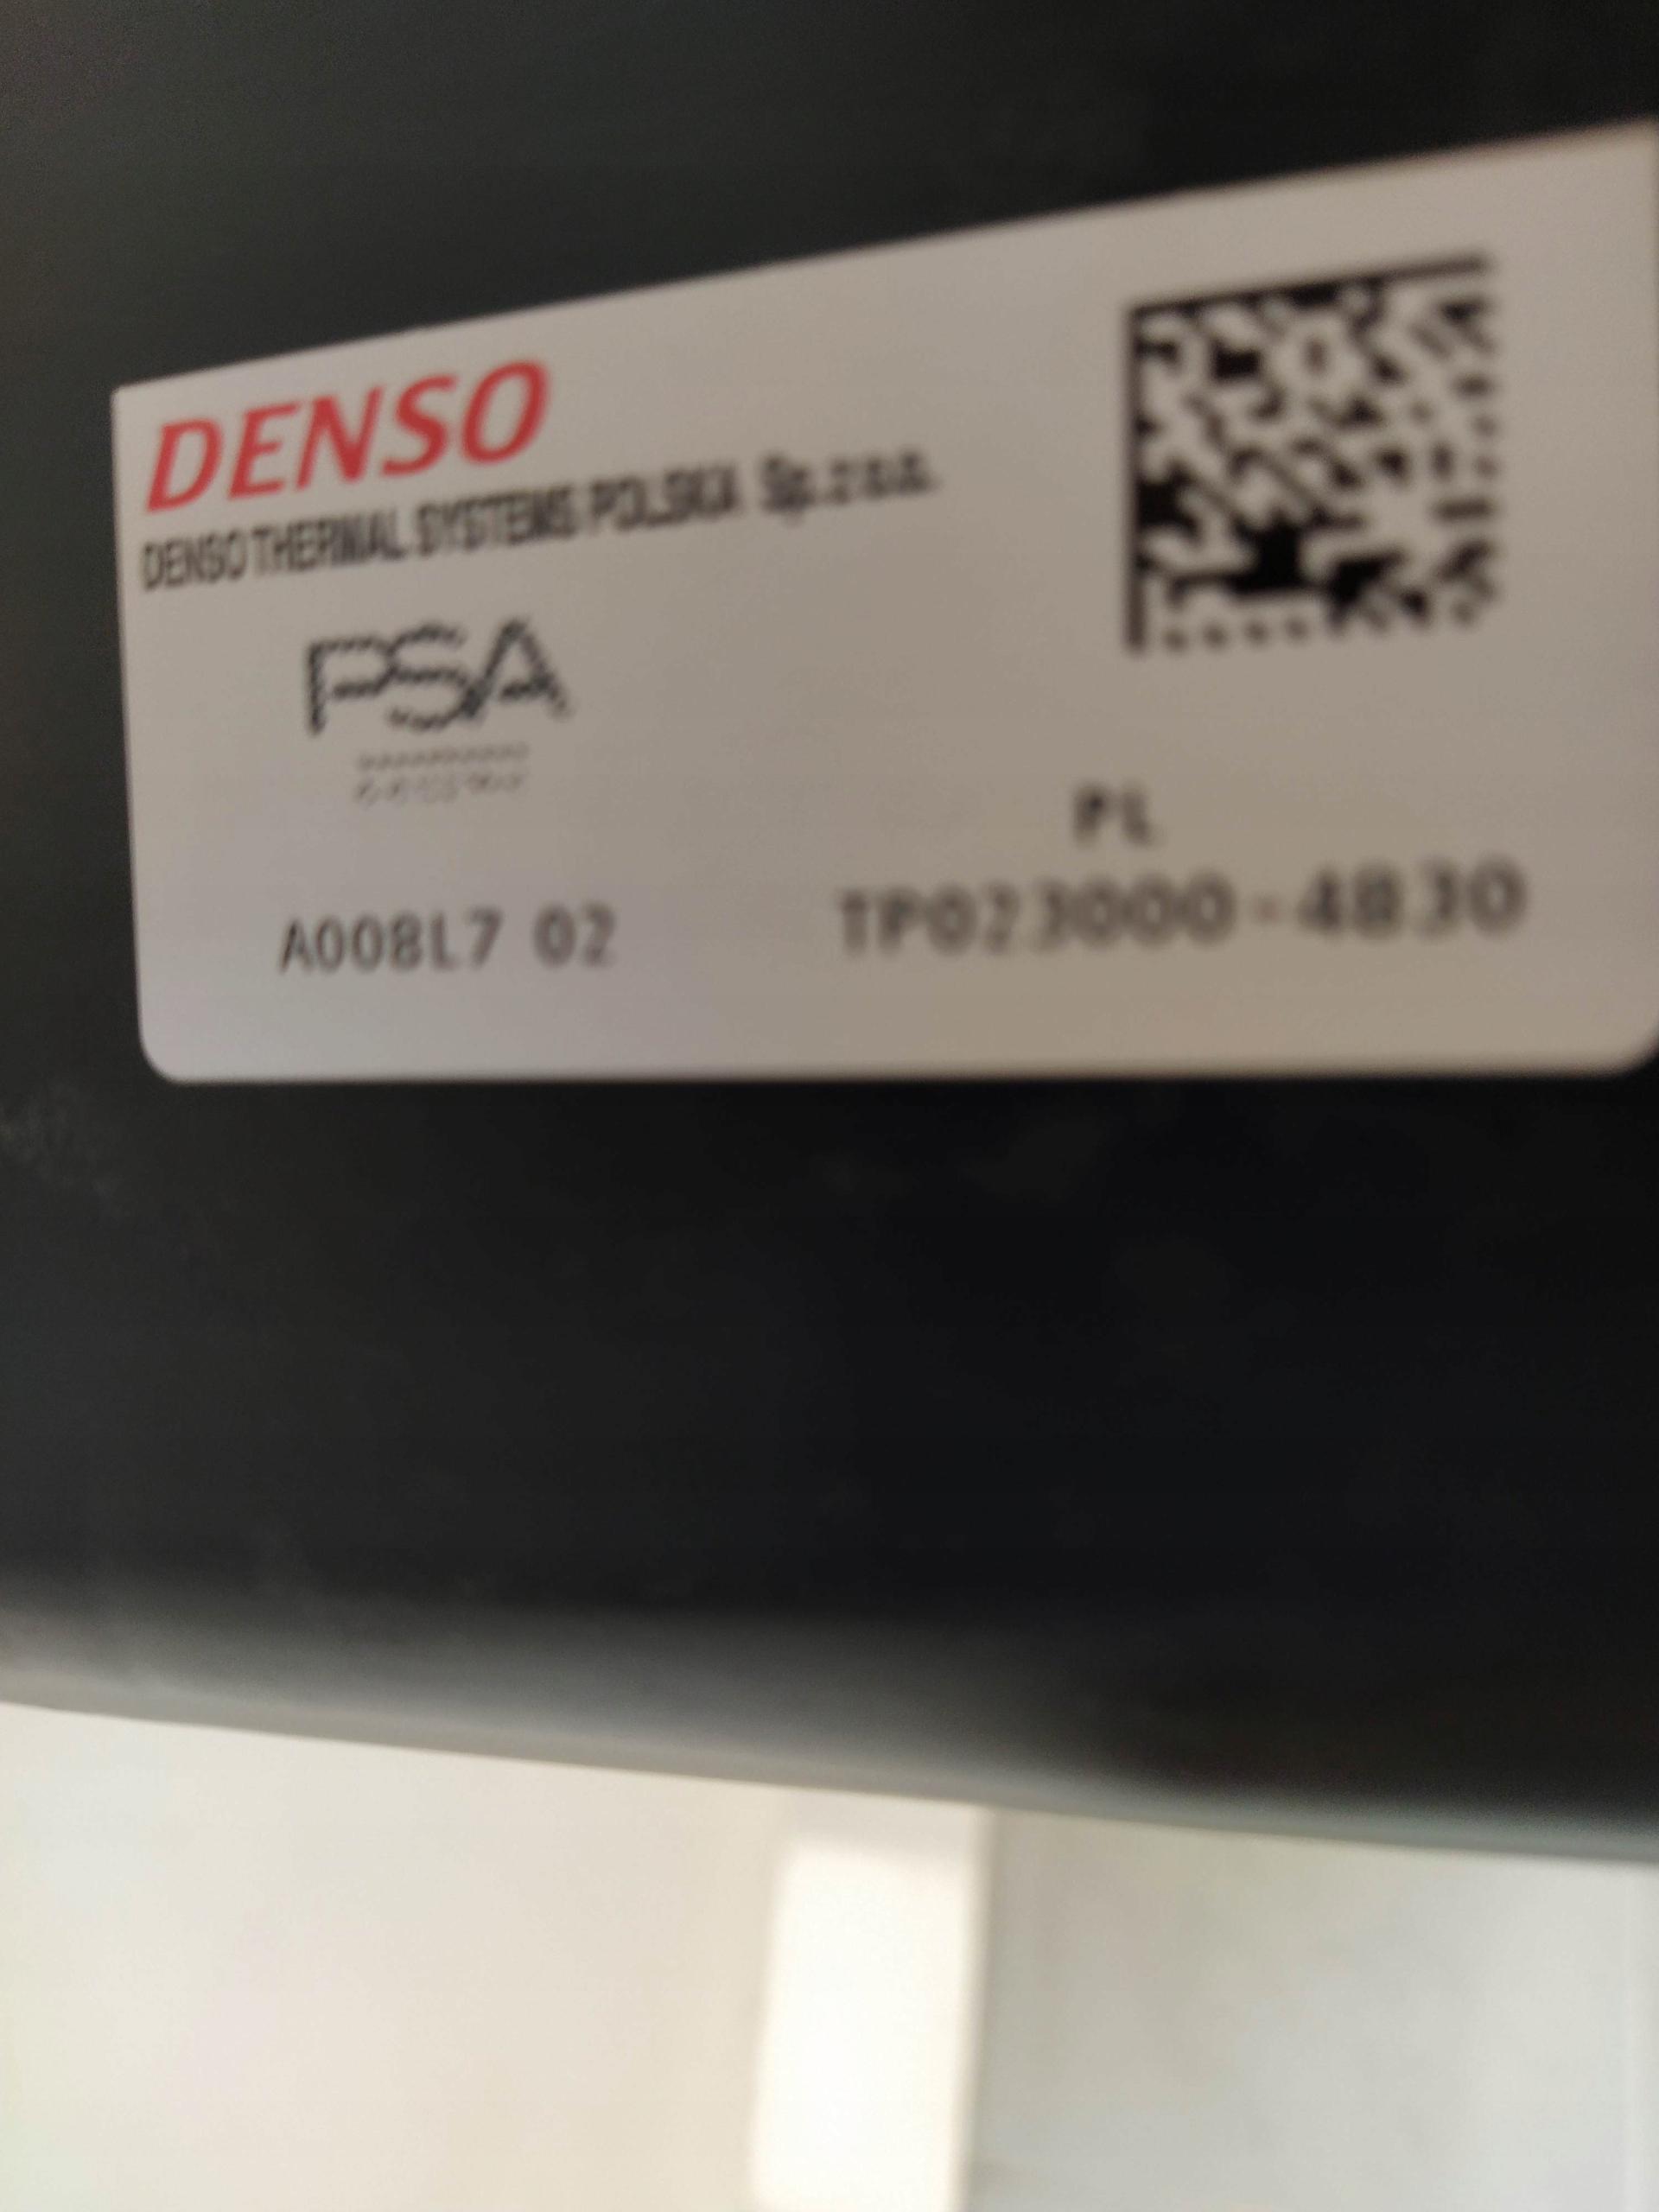 DENSO
DENSO THERMAL SYSTEMS POLSKA Sp. z o.o.
PSA
PL
A008L7 02
TP023000-4830